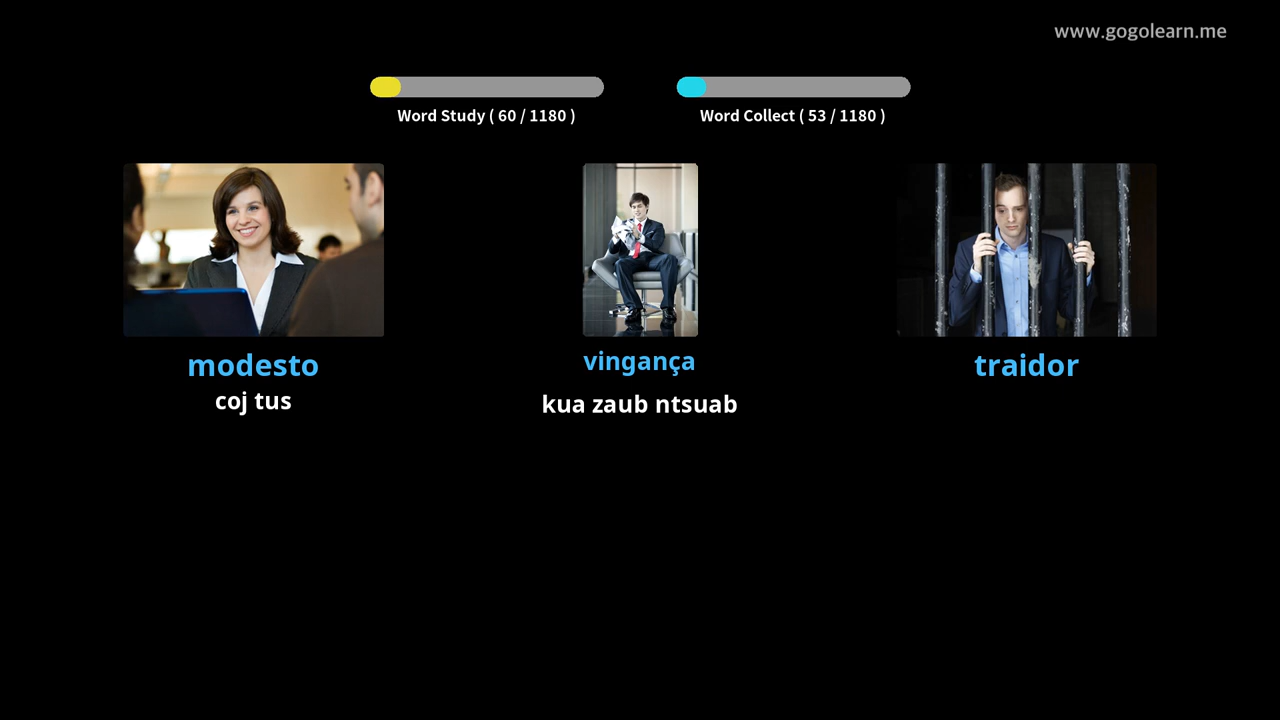 www.gogolearn.me
Word Study ( 60 / 1180 )
Word Collect ( 53 / 1180 )
modesto
coj tus
vingança
kua zaub ntsuab
traidor